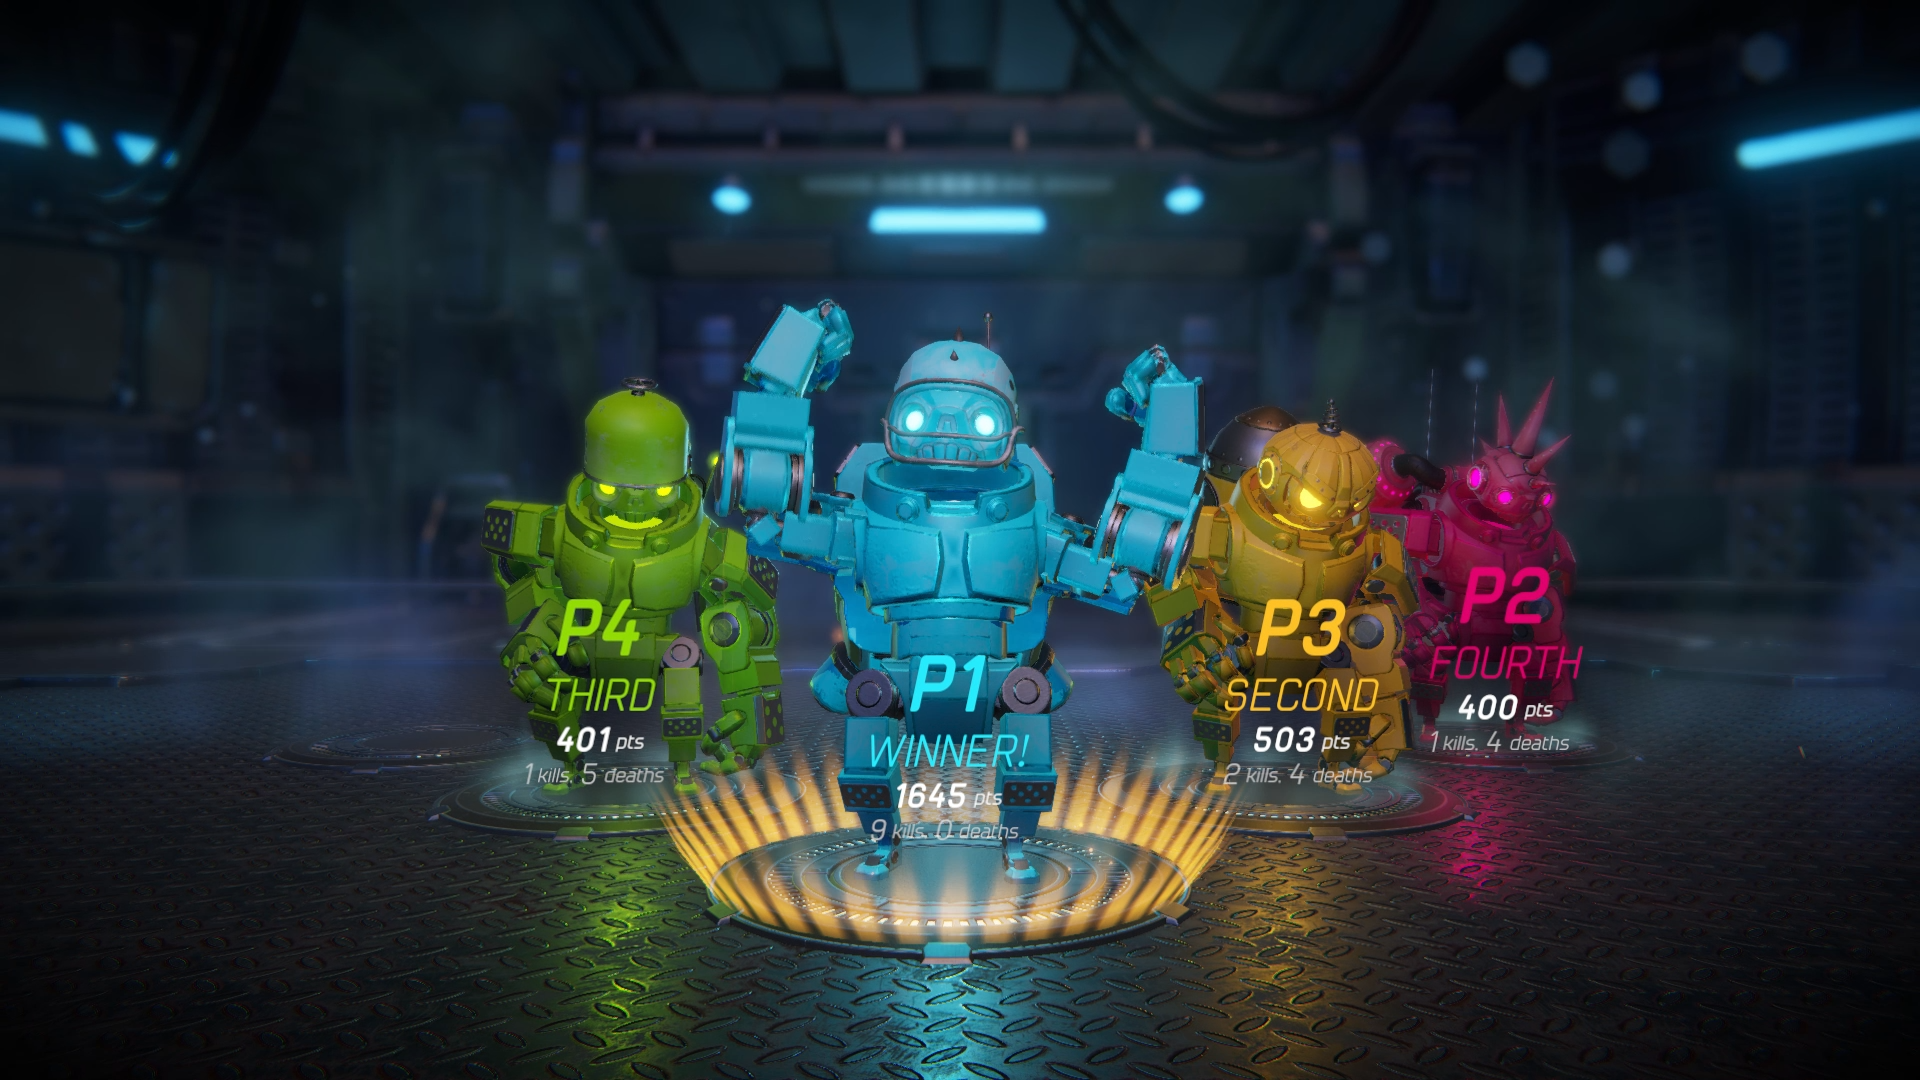 P4
THIRD
401 pts
1 kills, 5 deaths
P1
WINNER!
1645 pts
9 kills, 0 deaths
P3
SECOND
503 pts
2 kills, 4 deaths
P2
FOURTH
400 pts
1 kills, 4 deaths